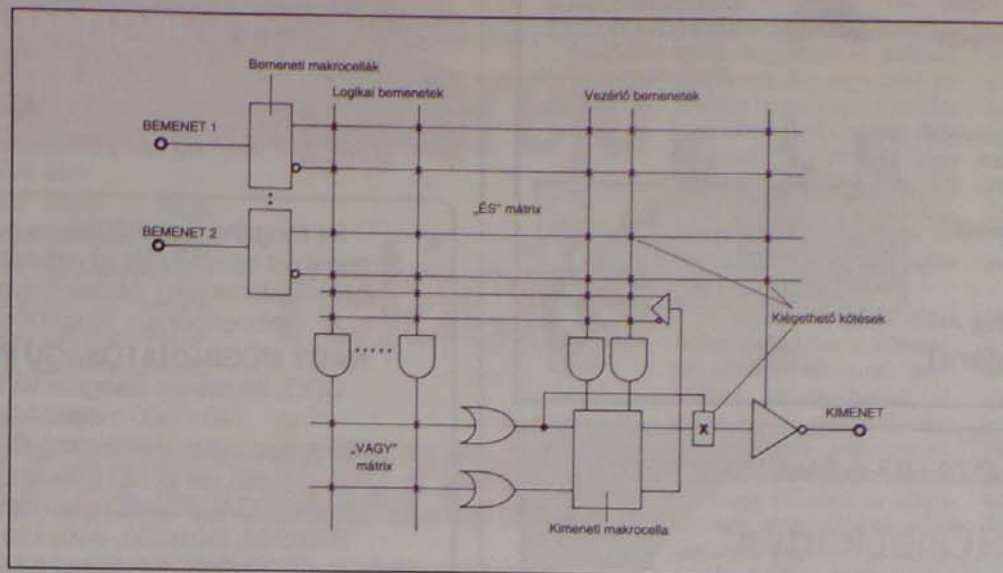 Bemeneti makrocellák
Logikai bemenetek
Vezérlő bemenetek
BEMENET 1
„ÉS" mátrix
BEMENET 2
Kiégethető kötések
KIMENET
X
„VAGY"
mátrix
Kimeneti makrocella